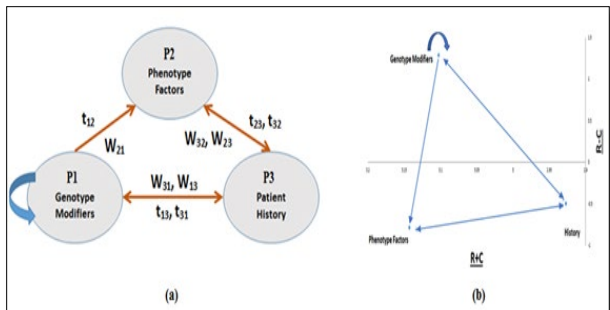 P2
Phenotype
Factors
t12
t23, t32
W21
W32, W23
P1
Genotype
Modifiers
W31, W13
t13, t31
P3
Patient
History
(a)
Genotype Modifiers
R - C
Phenotype Factors
History
R+C
(b)